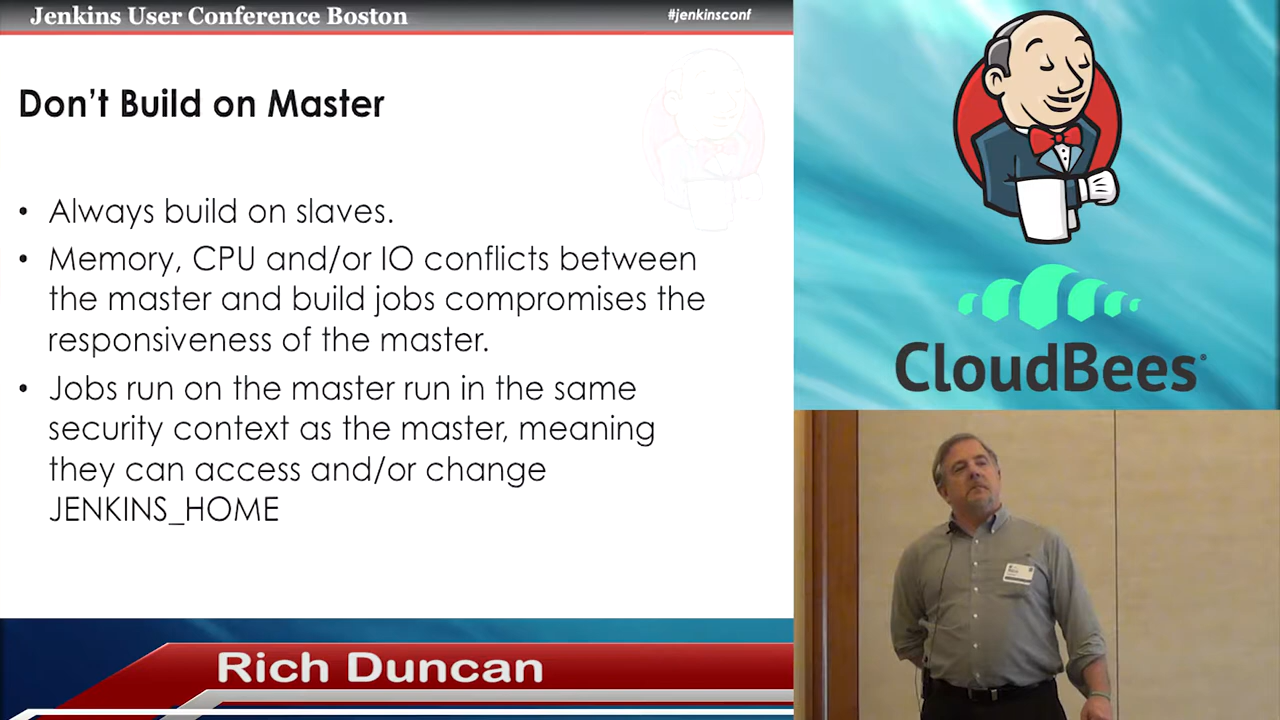 Jenkins User Conference Boston
#jenkinsconf
Don't Build on Master
• Always build on slaves.
• Memory, CPU and/or IO conflicts between
the master and build jobs compromises the
responsiveness of the master.
• Jobs run on the master run in the same
security context as the master, meaning
they can access and/or change
JENKINS_HOME
Rich Duncan
CloudBees®